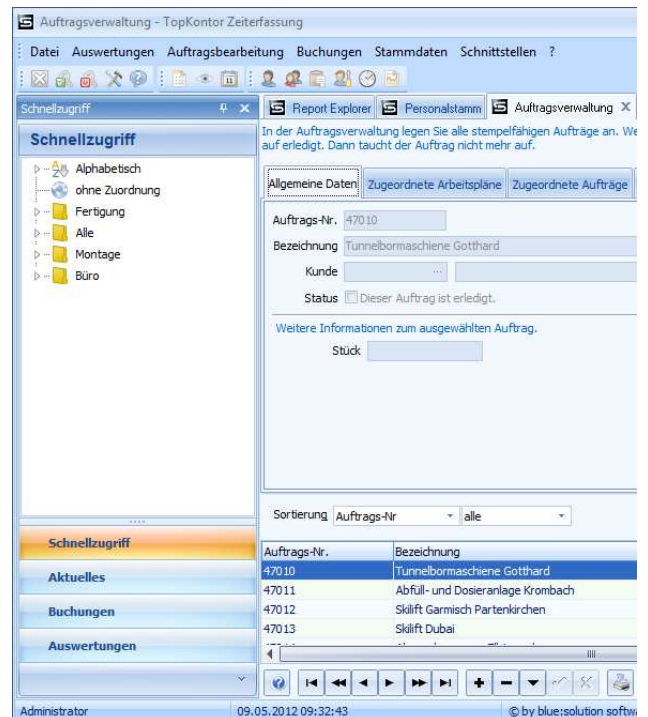 Auftragsverwaltung - TopKontor Zeiterfassung
Datei Auswertungen Auftragsbearbeitung Buchungen Stammdaten Schnittstellen ?
Schnellzugriff
Report Explorer Personalstamm Auftragsverwaltung X
Schnellzugriff
In der Auftragsverwaltung legen Sie alle stempelfähigen Aufträge an. We
auf erledigt. Dann taucht der Auftrag nicht mehr auf.
Alphabetisch
ohne Zuordnung
Fertigung
Alle
Montage
Büro
Allgemeine Daten Zugeordnete Arbeitspläne Zugeordnete Aufträge
Auftrags-Nr. 47010
Bezeichnung Tunnelbormaschiene Gotthard
Kunde ...
Status Dieser Auftrag ist erledigt.
Weitere Informationen zum ausgewählten Auftrag.
Stück
Sortierung Auftrags-Nr alle
Auftrags-Nr. Bezeichnung
47010 Tunnelbormaschiene Gotthard
47011 Abfüll- und Dosieranlage Krombach
47012 Skilift Garmisch Partenkirchen
47013 Skilift Dubai
Schnellzugriff
Aktuelles
Buchungen
Auswertungen
Administrator 09.05.2012 09:32:43 © by blue:solution softwa